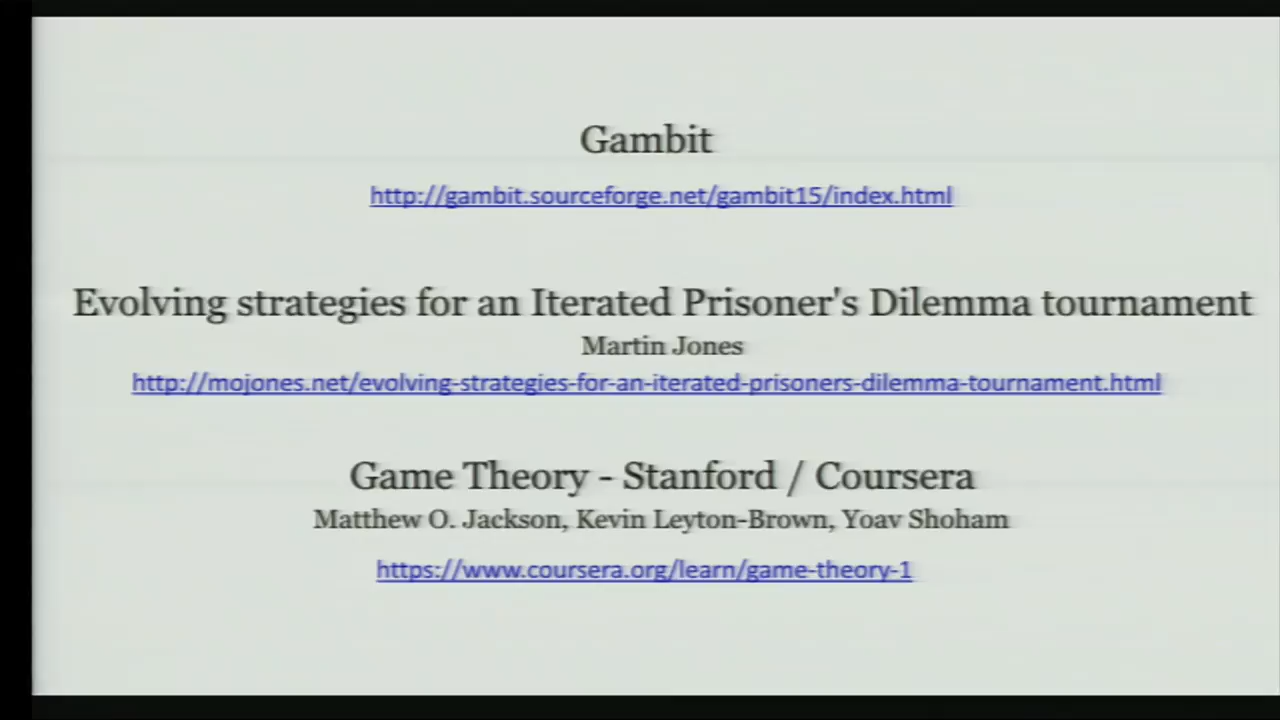 Gambit
http://gambit.sourceforge.net/gambit15/index.html
Evolving strategies for an Iterated Prisoner's Dilemma tournament
Martin Jones
http://mojones.net/evolving-strategies-for-an-iterated-prisoners-dilemma-tournament.html
Game Theory - Stanford / Coursera
Matthew O. Jackson, Kevin Leyton-Brown, Yoav Shoham
https://www.coursera.org/learn/game-theory-1